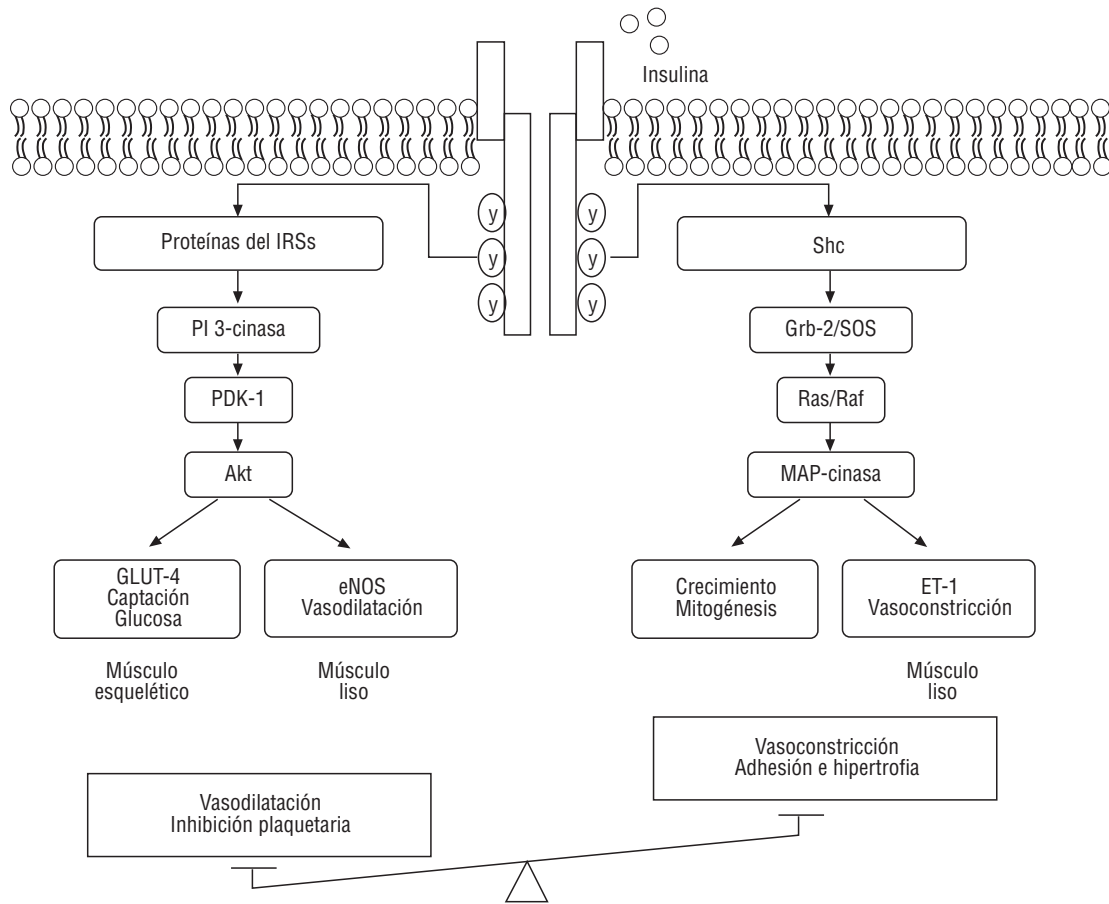 Insulina
y
y
y
y
y
y
Proteínas del IRSs
PI 3-cinasa
PDK-1
Akt
GLUT-4
Captación
Glucosa
eNOS
Vasodilatación
Músculo
esquelético
Músculo
liso
Shc
Grb-2/SOS
Ras/Raf
MAP-cinasa
Crecimiento
Mitogénesis
ET-1
Vasoconstricción
Músculo
liso
Vasodilatación
Inhibición plaquetaria
Vasoconstricción
Adhesión e hipertrofia